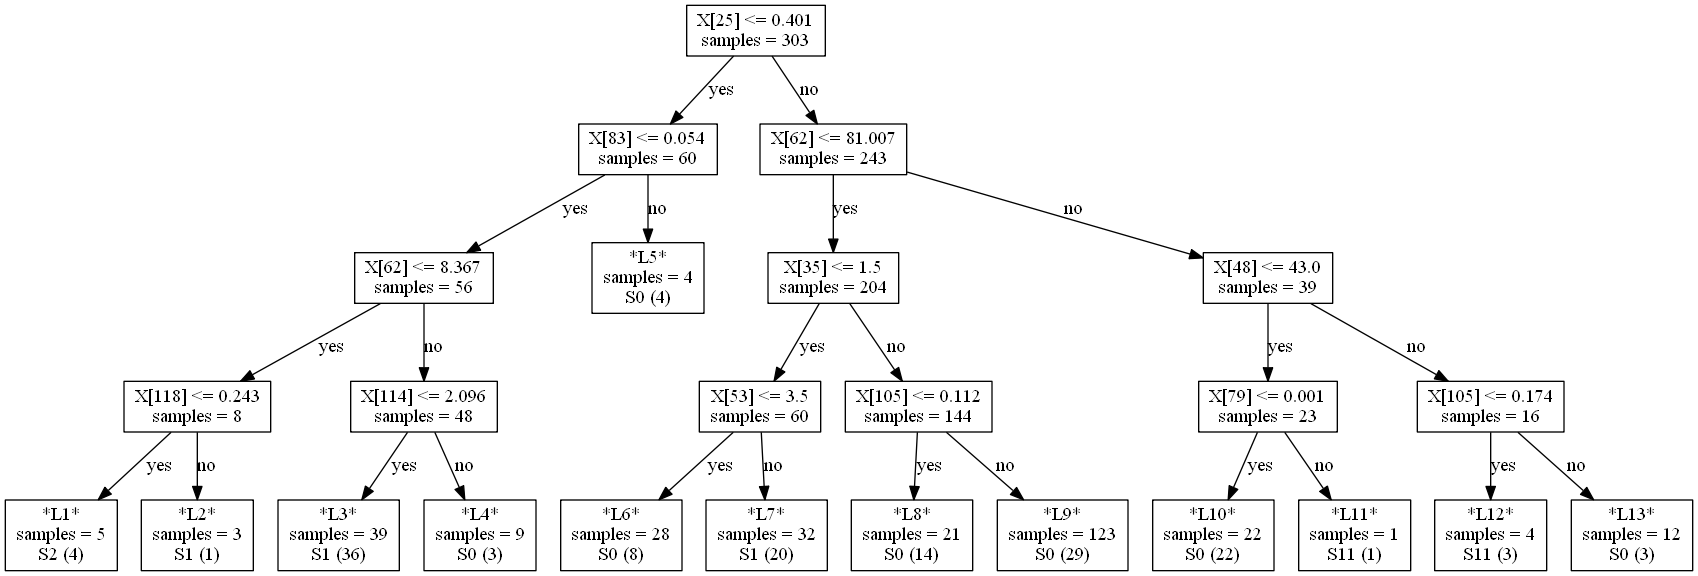 X[25] <= 0.401
samples = 303
yes
no
X[83] <= 0.054
samples = 60
X[62] <= 81.007
samples = 243
yes
no
yes
no
X[62] <= 8.367
samples = 56
*L5*
samples = 4
S0 (4)
X[35] <= 1.5
samples = 204
X[48] <= 43.0
samples = 39
yes
no
yes
no
yes
no
X[118] <= 0.243
samples = 8
X[114] <= 2.096
samples = 48
X[53] <= 3.5
samples = 60
X[105] <= 0.112
samples = 144
X[79] <= 0.001
samples = 23
X[105] <= 0.174
samples = 16
yes
no
yes
no
yes
no
yes
no
yes
no
yes
no
*L1*
samples = 5
S2 (4)
*L2*
samples = 3
S1 (1)
*L3*
samples = 39
S1 (36)
*L4*
samples = 9
S0 (3)
*L6*
samples = 28
S0 (8)
*L7*
samples = 32
S1 (20)
*L8*
samples = 21
S0 (14)
*L9*
samples = 123
S0 (29)
*L10*
samples = 22
S0 (22)
*L11*
samples = 1
S11 (1)
*L12*
samples = 4
S11 (3)
*L13*
samples = 12
S0 (3)